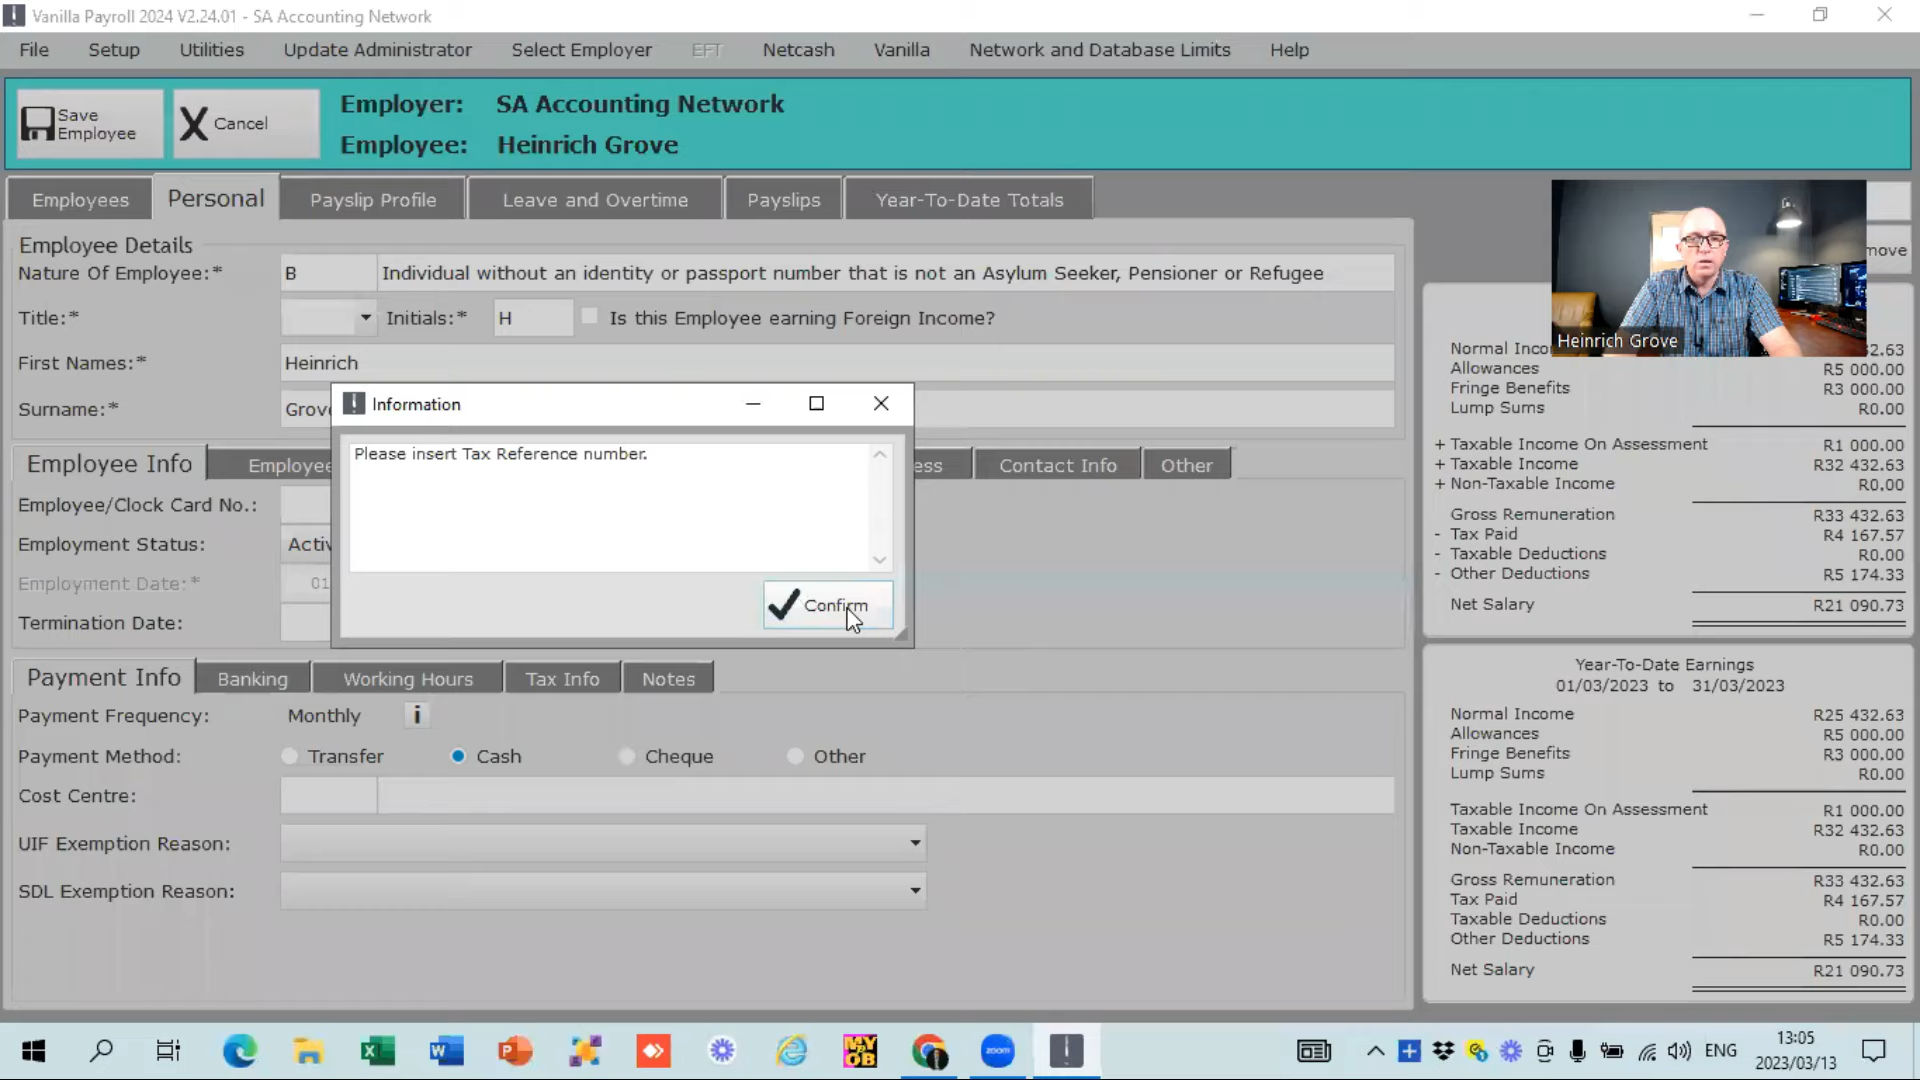 Vanilla Payroll 2024 V2.24.01 - SA Accounting Network
File Setup Utilities Update Administrator Select Employer EFT Netcash Vanilla Network and Database Limits Help
Save Employee
Cancel
Employer: SA Accounting Network
Employee: Heinrich Grove
Employees Personal Payslip Profile Leave and Overtime Payslips Year-To-Date Totals
Employee Details
Nature Of Employee:* B Individual without an identity or passport number that is not an Asylum Seeker, Pensioner or Refugee
Title:* Initials:* H Is this Employee earning Foreign Income?
First Names:* Heinrich
Surname:*
Information
Please insert Tax Reference number.
Confirm
Employee Info Contact Info Other
Employee/Clock Card No.:
Employment Status:
Employment Date:* 01
Termination Date:
Payment Info Banking Working Hours Tax Info Notes
Payment Frequency: Monthly i
Payment Method: Transfer Cash Cheque Other
Cost Centre:
UIF Exemption Reason:
SDL Exemption Reason:
Heinrich Grove
Allowances R5 000.00
Fringe Benefits R3 000.00
Lump Sums R0.00
+ Taxable Income On Assessment R1 000.00
+ Taxable Income R32 432.63
+ Non-Taxable Income R0.00
Gross Remuneration R33 432.63
- Tax Paid R4 167.57
- Taxable Deductions R0.00
- Other Deductions R5 174.33
Net Salary R21 090.73
Year-To-Date Earnings
01/03/2023 to 31/03/2023
Normal Income R25 432.63
Allowances R5 000.00
Fringe Benefits R3 000.00
Lump Sums R0.00
Taxable Income On Assessment R1 000.00
Taxable Income R32 432.63
Non-Taxable Income R0.00
Gross Remuneration R33 432.63
Tax Paid R4 167.57
Taxable Deductions R0.00
Other Deductions R5 174.33
Net Salary R21 090.73
zoom
MY
OB
ENG
13:05
2023/03/13